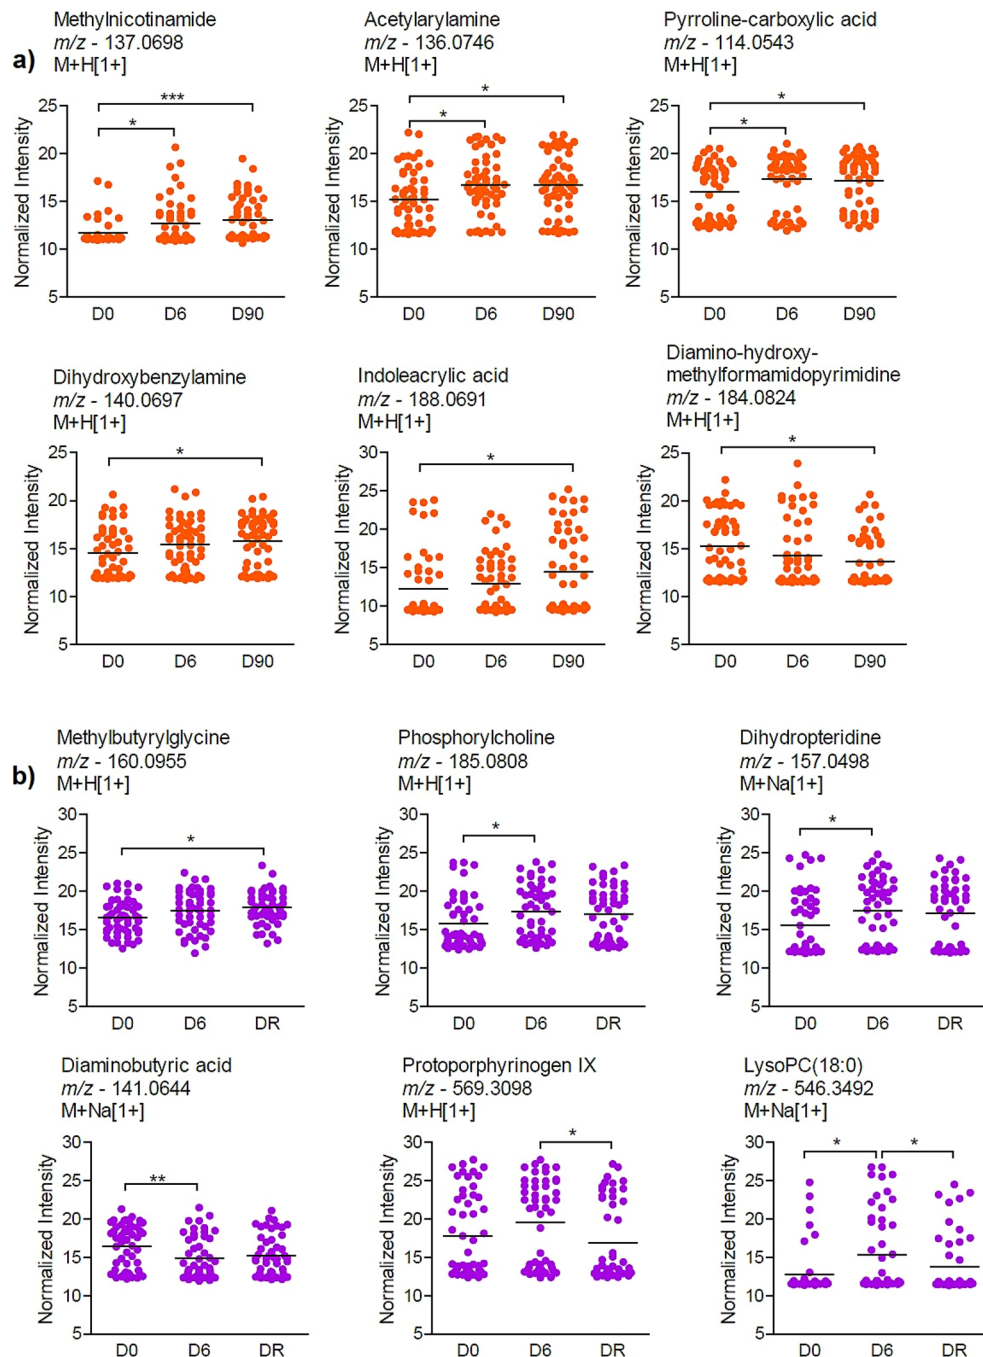 a)
Methylnicotinamide
m/z - 137.0698
M+H[1+]
Normalized Intensity
25
20
15
10
5
***
*
D0 D6 D90
Acetylarylamine
m/z - 136.0746
M+H[1+]
Normalized Intensity
25
20
15
10
5
*
*
D0 D6 D90
Pyrroline-carboxylic acid
m/z - 114.0543
M+H[1+]
Normalized Intensity
25
20
15
10
5
*
*
D0 D6 D90
Dihydroxybenzylamine
m/z - 140.0697
M+H[1+]
Normalized Intensity
25
20
15
10
5
*
D0 D6 D90
Indoleacrylic acid
m/z - 188.0691
M+H[1+]
Normalized Intensity
30
25
20
15
10
5
*
D0 D6 D90
Diamino-hydroxy-
methylformamidopyrimidine
m/z - 184.0824
M+H[1+]
Normalized Intensity
25
20
15
10
5
*
D0 D6 D90
b)
Methylbutyrylglycine
m/z - 160.0955
M+H[1+]
Normalized Intensity
30
25
20
15
10
5
*
D0 D6 DR
Phosphorylcholine
m/z - 185.0808
M+H[1+]
Normalized Intensity
30
25
20
15
10
5
*
D0 D6 DR
Dihydropteridine
m/z - 157.0498
M+Na[1+]
Normalized Intensity
30
25
20
15
10
5
*
D0 D6 DR
Diaminobutyric acid
m/z - 141.0644
M+Na[1+]
Normalized Intensity
30
25
20
15
10
5
**
D0 D6 DR
Protoporphyrinogen IX
m/z - 569.3098
M+H[1+]
Normalized Intensity
30
25
20
15
10
5
*
D0 D6 DR
LysoPC(18:0)
m/z - 546.3492
M+Na[1+]
Normalized Intensity
30
25
20
15
10
5
* *
D0 D6 DR